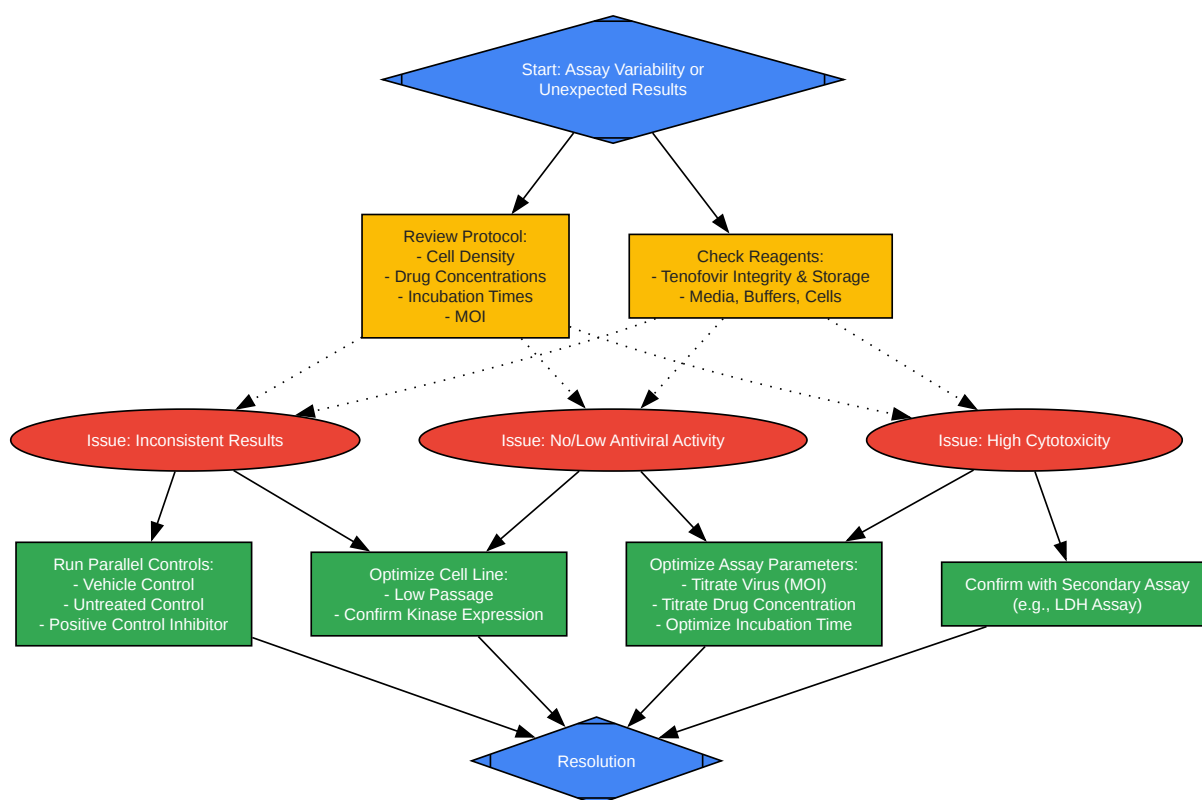 Start: Assay Variability or
Unexpected Results
Review Protocol:
- Cell Density
- Drug Concentrations
- Incubation Times
- MOI
Check Reagents:
- Tenofovir Integrity & Storage
- Media, Buffers, Cells
Issue: Inconsistent Results
Issue: No/Low Antiviral Activity
Issue: High Cytotoxicity
Run Parallel Controls:
- Vehicle Control
- Untreated Control
- Positive Control Inhibitor
Optimize Cell Line:
- Low Passage
- Confirm Kinase Expression
Optimize Assay Parameters:
- Titrate Virus (MOI)
- Titrate Drug Concentration
- Optimize Incubation Time
Confirm with Secondary Assay
(e.g., LDH Assay)
Resolution